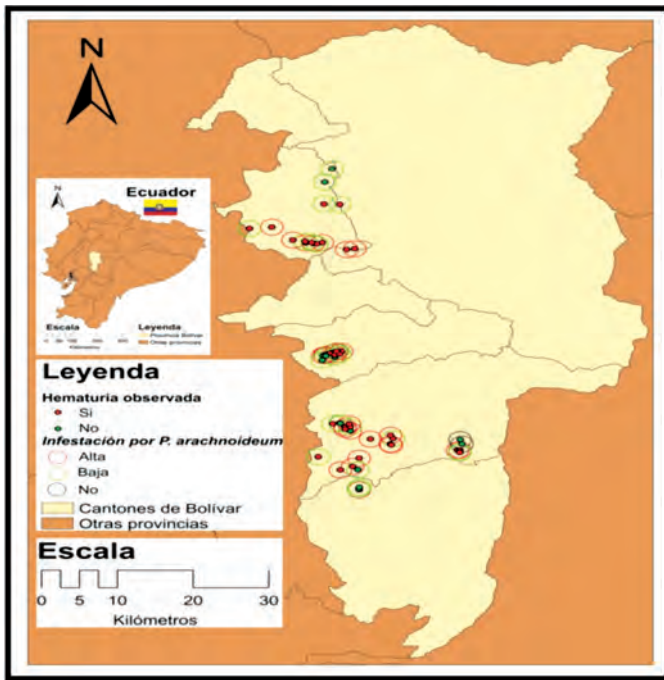 N
N
Ecuador
Escala
Leyenda
Provincia Bolívar
Otras provincias
Kilómetros
Leyenda
Hematuria observada
Si
No
Infestación por P. arachnoideum
Alta
Baja
No
Cantones de Bolívar
Otras provincias
Escala
0 5 10 20 30
Kilómetros